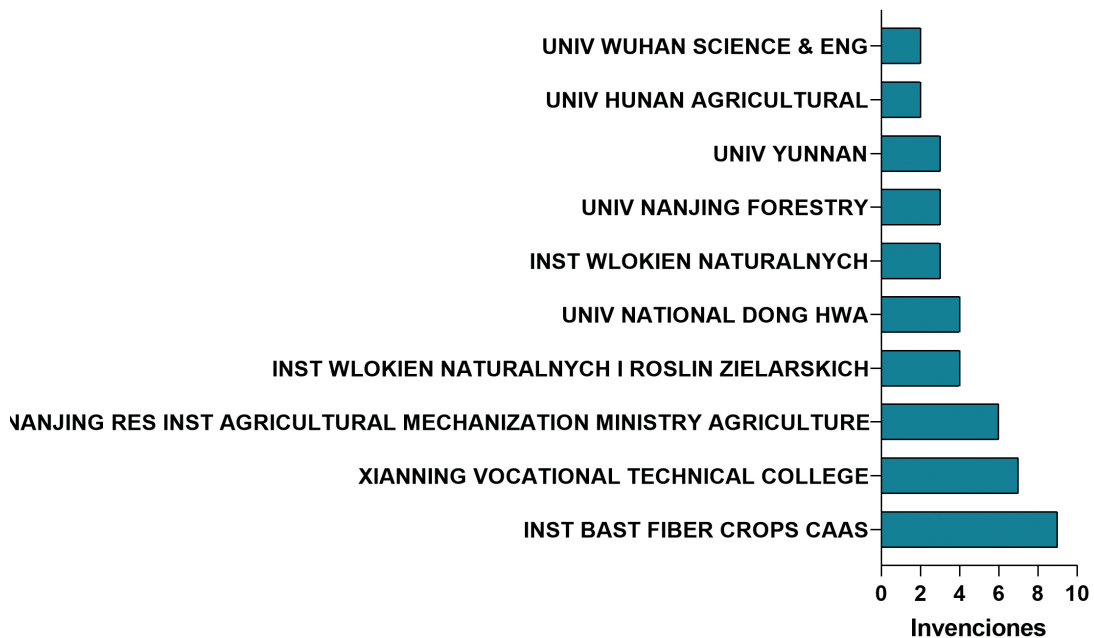 UNIV WUHAN SCIENCE & ENG
UNIV HUNAN AGRICULTURAL
UNIV YUNNAN
UNIV NANJING FORESTRY
INST WLOKIEN NATURALNYCH
UNIV NATIONAL DONG HWA
INST WLOKIEN NATURALNYCH I ROSLIN ZIELARSKICH
NANJING RES INST AGRICULTURAL MECHANIZATION MINISTRY AGRICULTURE
XIANNING VOCATIONAL TECHNICAL COLLEGE
INST BAST FIBER CROPS CAAS
0 2 4 6 8 10
Invenciones